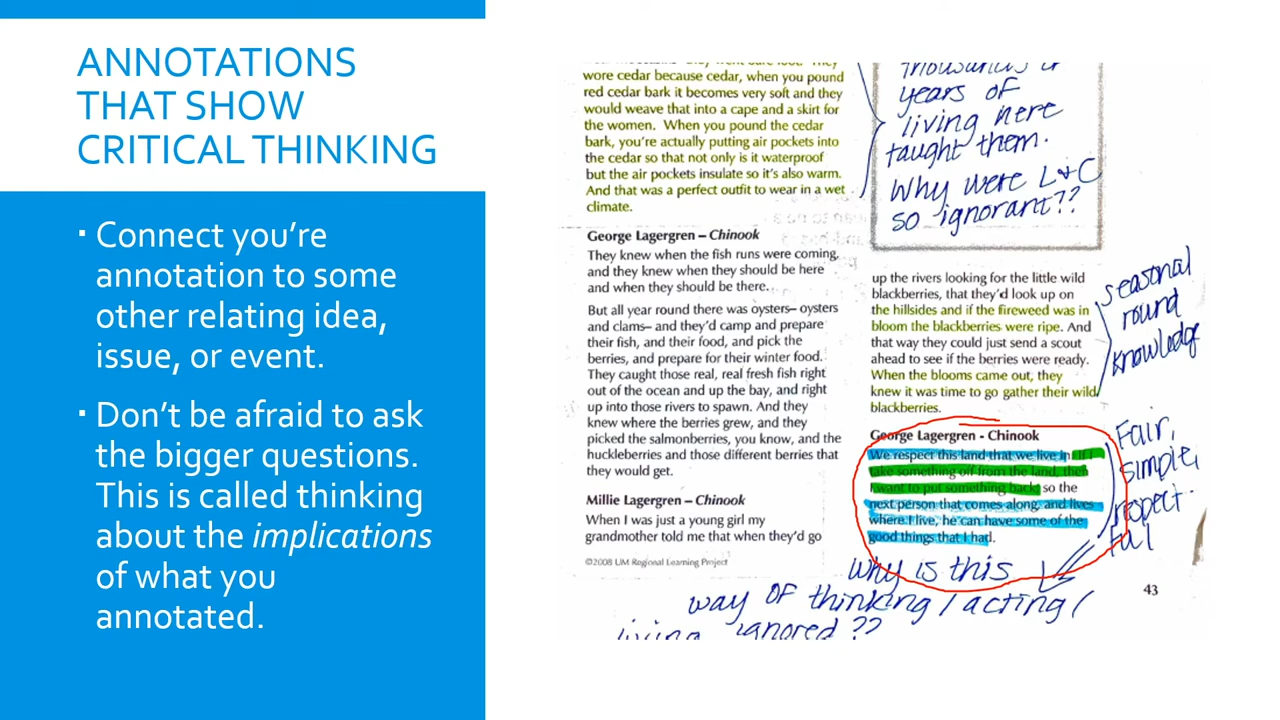 ANNOTATIONS
THAT SHOW
CRITICAL THINKING
▪ Connect you're
annotation to some
other relating idea,
issue, or event.
▪ Don't be afraid to ask
the bigger questions.
This is called thinking
about the implications
of what you
annotated.
They
wore cedar because cedar, when you pound
red cedar bark it becomes very soft and they
would weave that into a cape and a skirt for
the women. When you pound the cedar
bark, you're actually putting air pockets into
the cedar so that not only is it waterproof
but the air pockets insulate so it's also warm.
And that was a perfect outfit to wear in a wet
climate.
George Lagergren – Chinook
They knew when the fish runs were coming,
and they knew when they should be here
and when they should be there.
But all year round there was oysters– oysters
and clams– and they'd camp and prepare
their fish, and their food, and pick the
berries, and prepare for their winter food.
They caught those real, real fresh fish right
out of the ocean and up the bay, and right
up into those rivers to spawn. And they
knew where the berries grew, and they
picked the salmonberries, you know, and the
huckleberries and those different berries that
they would get.
Millie Lagergren – Chinook
When I was just a young girl my
grandmother told me that when they'd go
©2008 UM Regional Learning Project
thousands of
years of
living here
taught them.
Why were L+C
so ignorant??
up the rivers looking for the little wild
blackberries, that they'd look up on
the hillsides and if the fireweed was in
bloom the blackberries were ripe. And
that way they could just send a scout
ahead to see if the berries were ready.
When the blooms came out, they
knew it was time to go gather their wild
blackberries.
seasonal
round
knowledge
George Lagergren - Chinook
We respect this land that we live in. If I
take something off from the land, then
I want to put something back, so the
next person that comes along, and lives
where I live, he can have some of the
good things that I had.
Fair,
simple,
respect-
ful
Why is this
way of thinking / acting /
living ignored ??
43